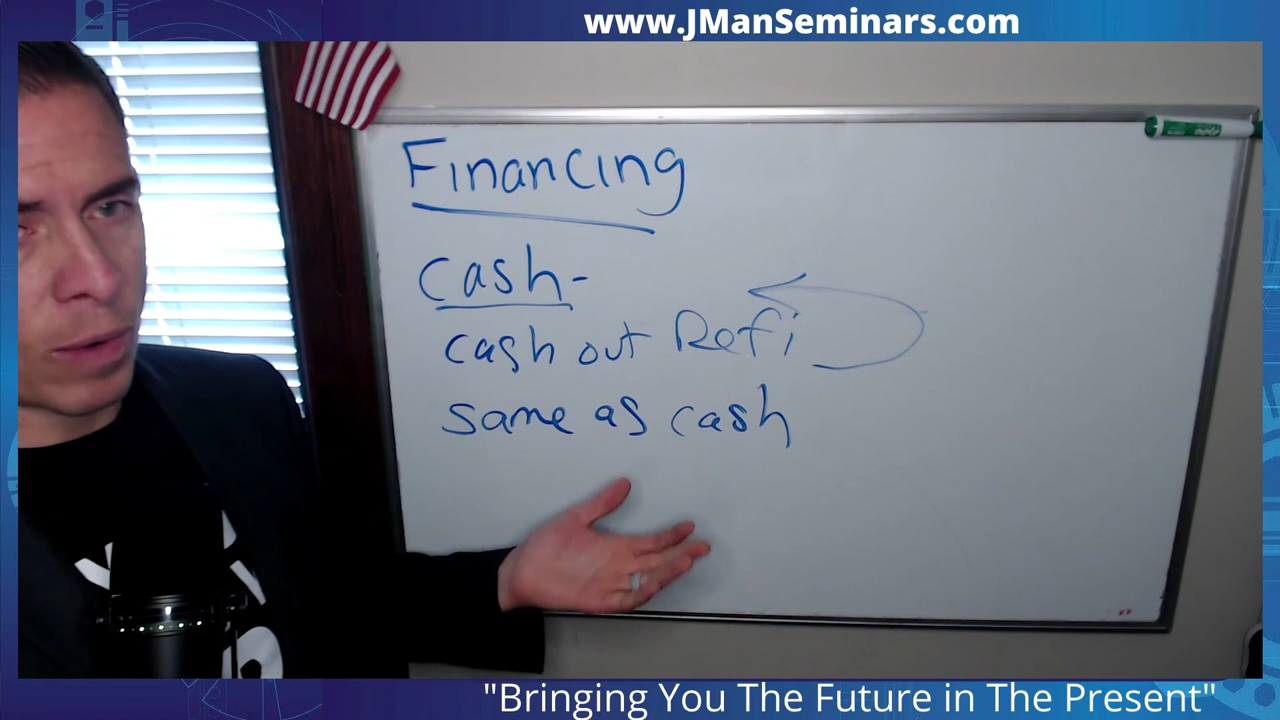 www.JManSeminars.com
Financing
cash-
cash out Refi
same as cash
"Bringing You The Future in The Present"